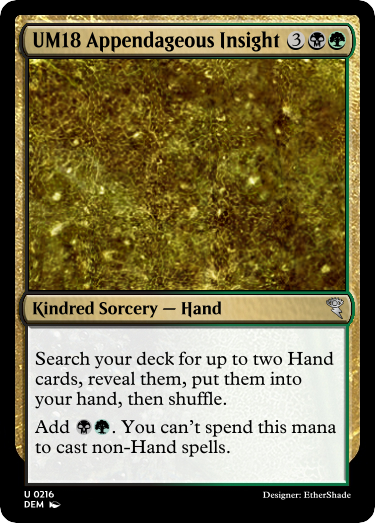 UM18 Appendageous Insight 3
Kindred Sorcery — Hand
Search your deck for up to two Hand
cards, reveal them, put them into
your hand, then shuffle.
Add . You can't spend this mana
to cast non-Hand spells.
U 0216
DEM
Designer: EtherShade